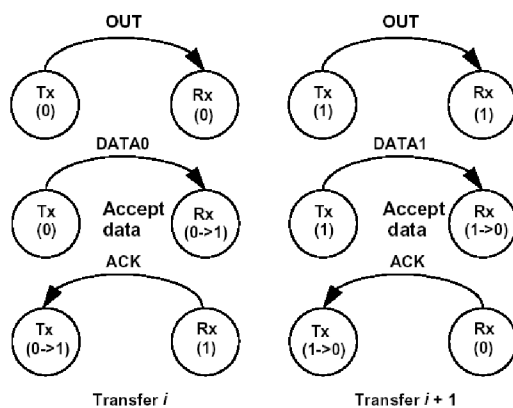 OUT
Tx
(0)
Rx
(0)
DATA0
Tx
(0)
Accept
data
Rx
(0->1)
ACK
Tx
(0->1)
Rx
(1)
Transfer i
OUT
Tx
(1)
Rx
(1)
DATA1
Tx
(1)
Accept
data
Rx
(1->0)
ACK
Tx
(1->0)
Rx
(0)
Transfer i + 1